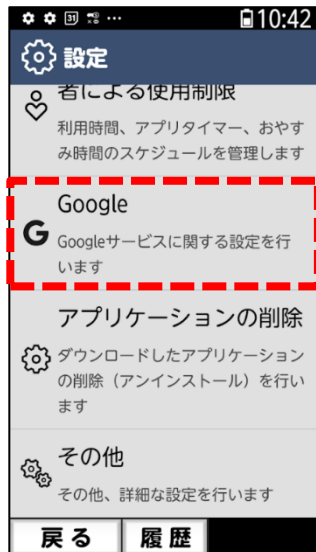 31 … 10:42
設定
者による使用制限
利用時間、アプリタイマー、おやす
み時間のスケジュールを管理します
Google
G Googleサービスに関する設定を行
います
アプリケーションの削除
ダウンロードしたアプリケーション
の削除（アンインストール）を行い
ます
その他
その他、詳細な設定を行います
戻る 履歴